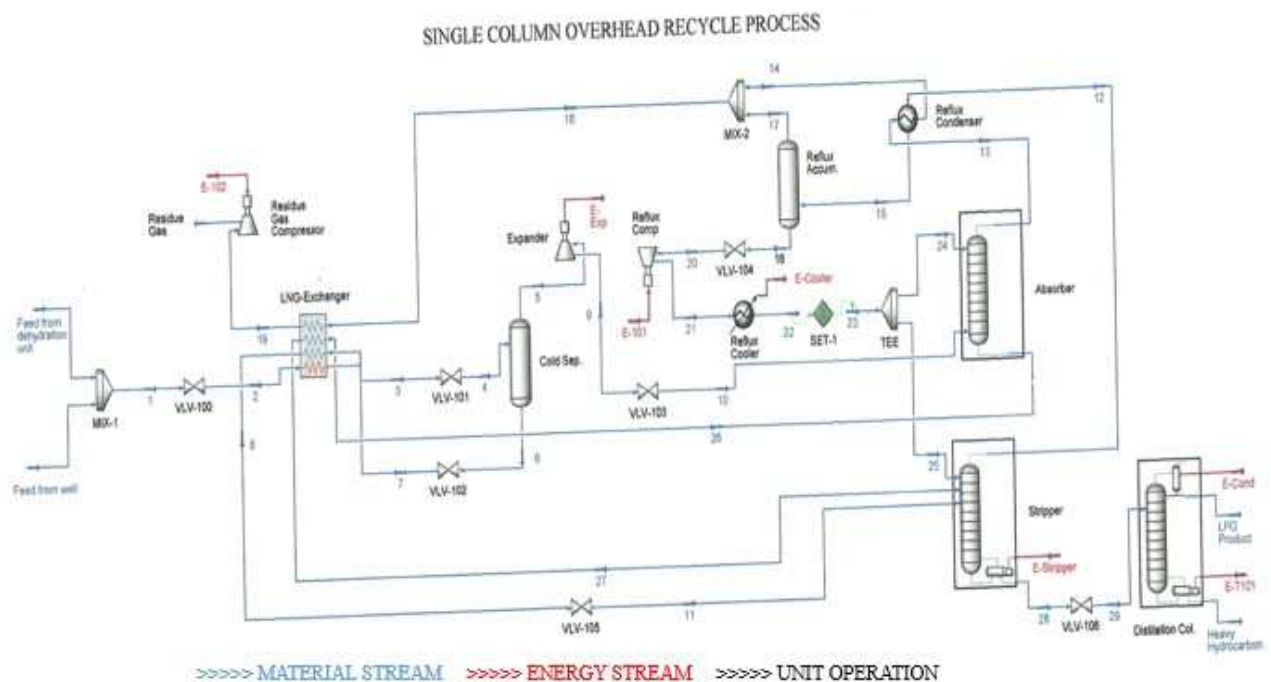 SINGLE COLUMN OVERHEAD RECYCLE PROCESS
14
12
18
MIX-2
17
Reflux
Condenser
13
E-102
Residue
Gas
Residue
Gas
Compressor
E-Exp
Expander
Reflux
Comp
Reflux
Accum.
15
20
VLV-104
24
5
9
E-Cooler
Absorber
LNG-Exchanger
Feed from
dehydration
unit
19
E-101
21
Reflux
Cooler
22
SET-1
23
TEE
Cold Sep.
1
VLV-100
2
3
VLV-101
4
VLV-103
10
MIX-1
26
8
6
7
VLV-102
25
Feed from well
Stripper
E-Cond
LPG
Product
E-Stripper
E-T101
27
VLV-105
11
28
29
Distillation Col.
Heavy
Hydrocarbon
>>>>> MATERIAL STREAM >>>>> ENERGY STREAM >>>>> UNIT OPERATION